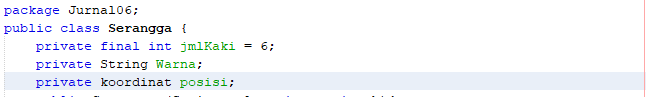 package Jurnal06;
public class Serangga {
private final int jmlKaki = 6;
private String Warna;
private koordinat posisi;